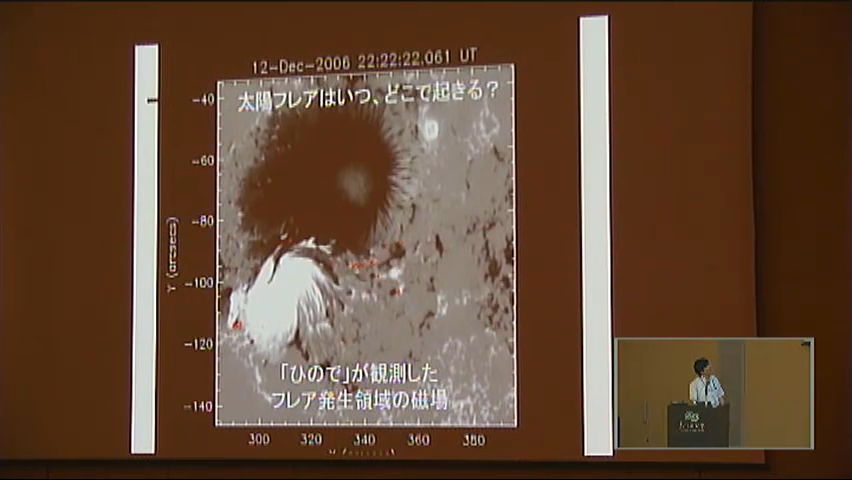 12-Dec-2006 22:22:22.061 UT
太陽フレアはいつ、どこで起きる?
-40
-60
-80
-100
-120
-140
Y (arcsecs)
「ひので」が観測した
フレア発生領域の磁場
300 320 340 360 380